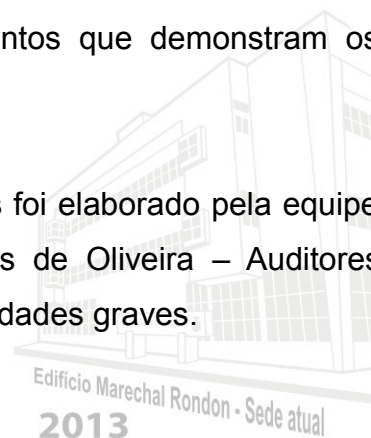 ntos que demonstram os
s foi elaborado pela equipe
s de Oliveira – Auditores
dades graves.
Edifício Marechal Rondon - Sede atual
2013